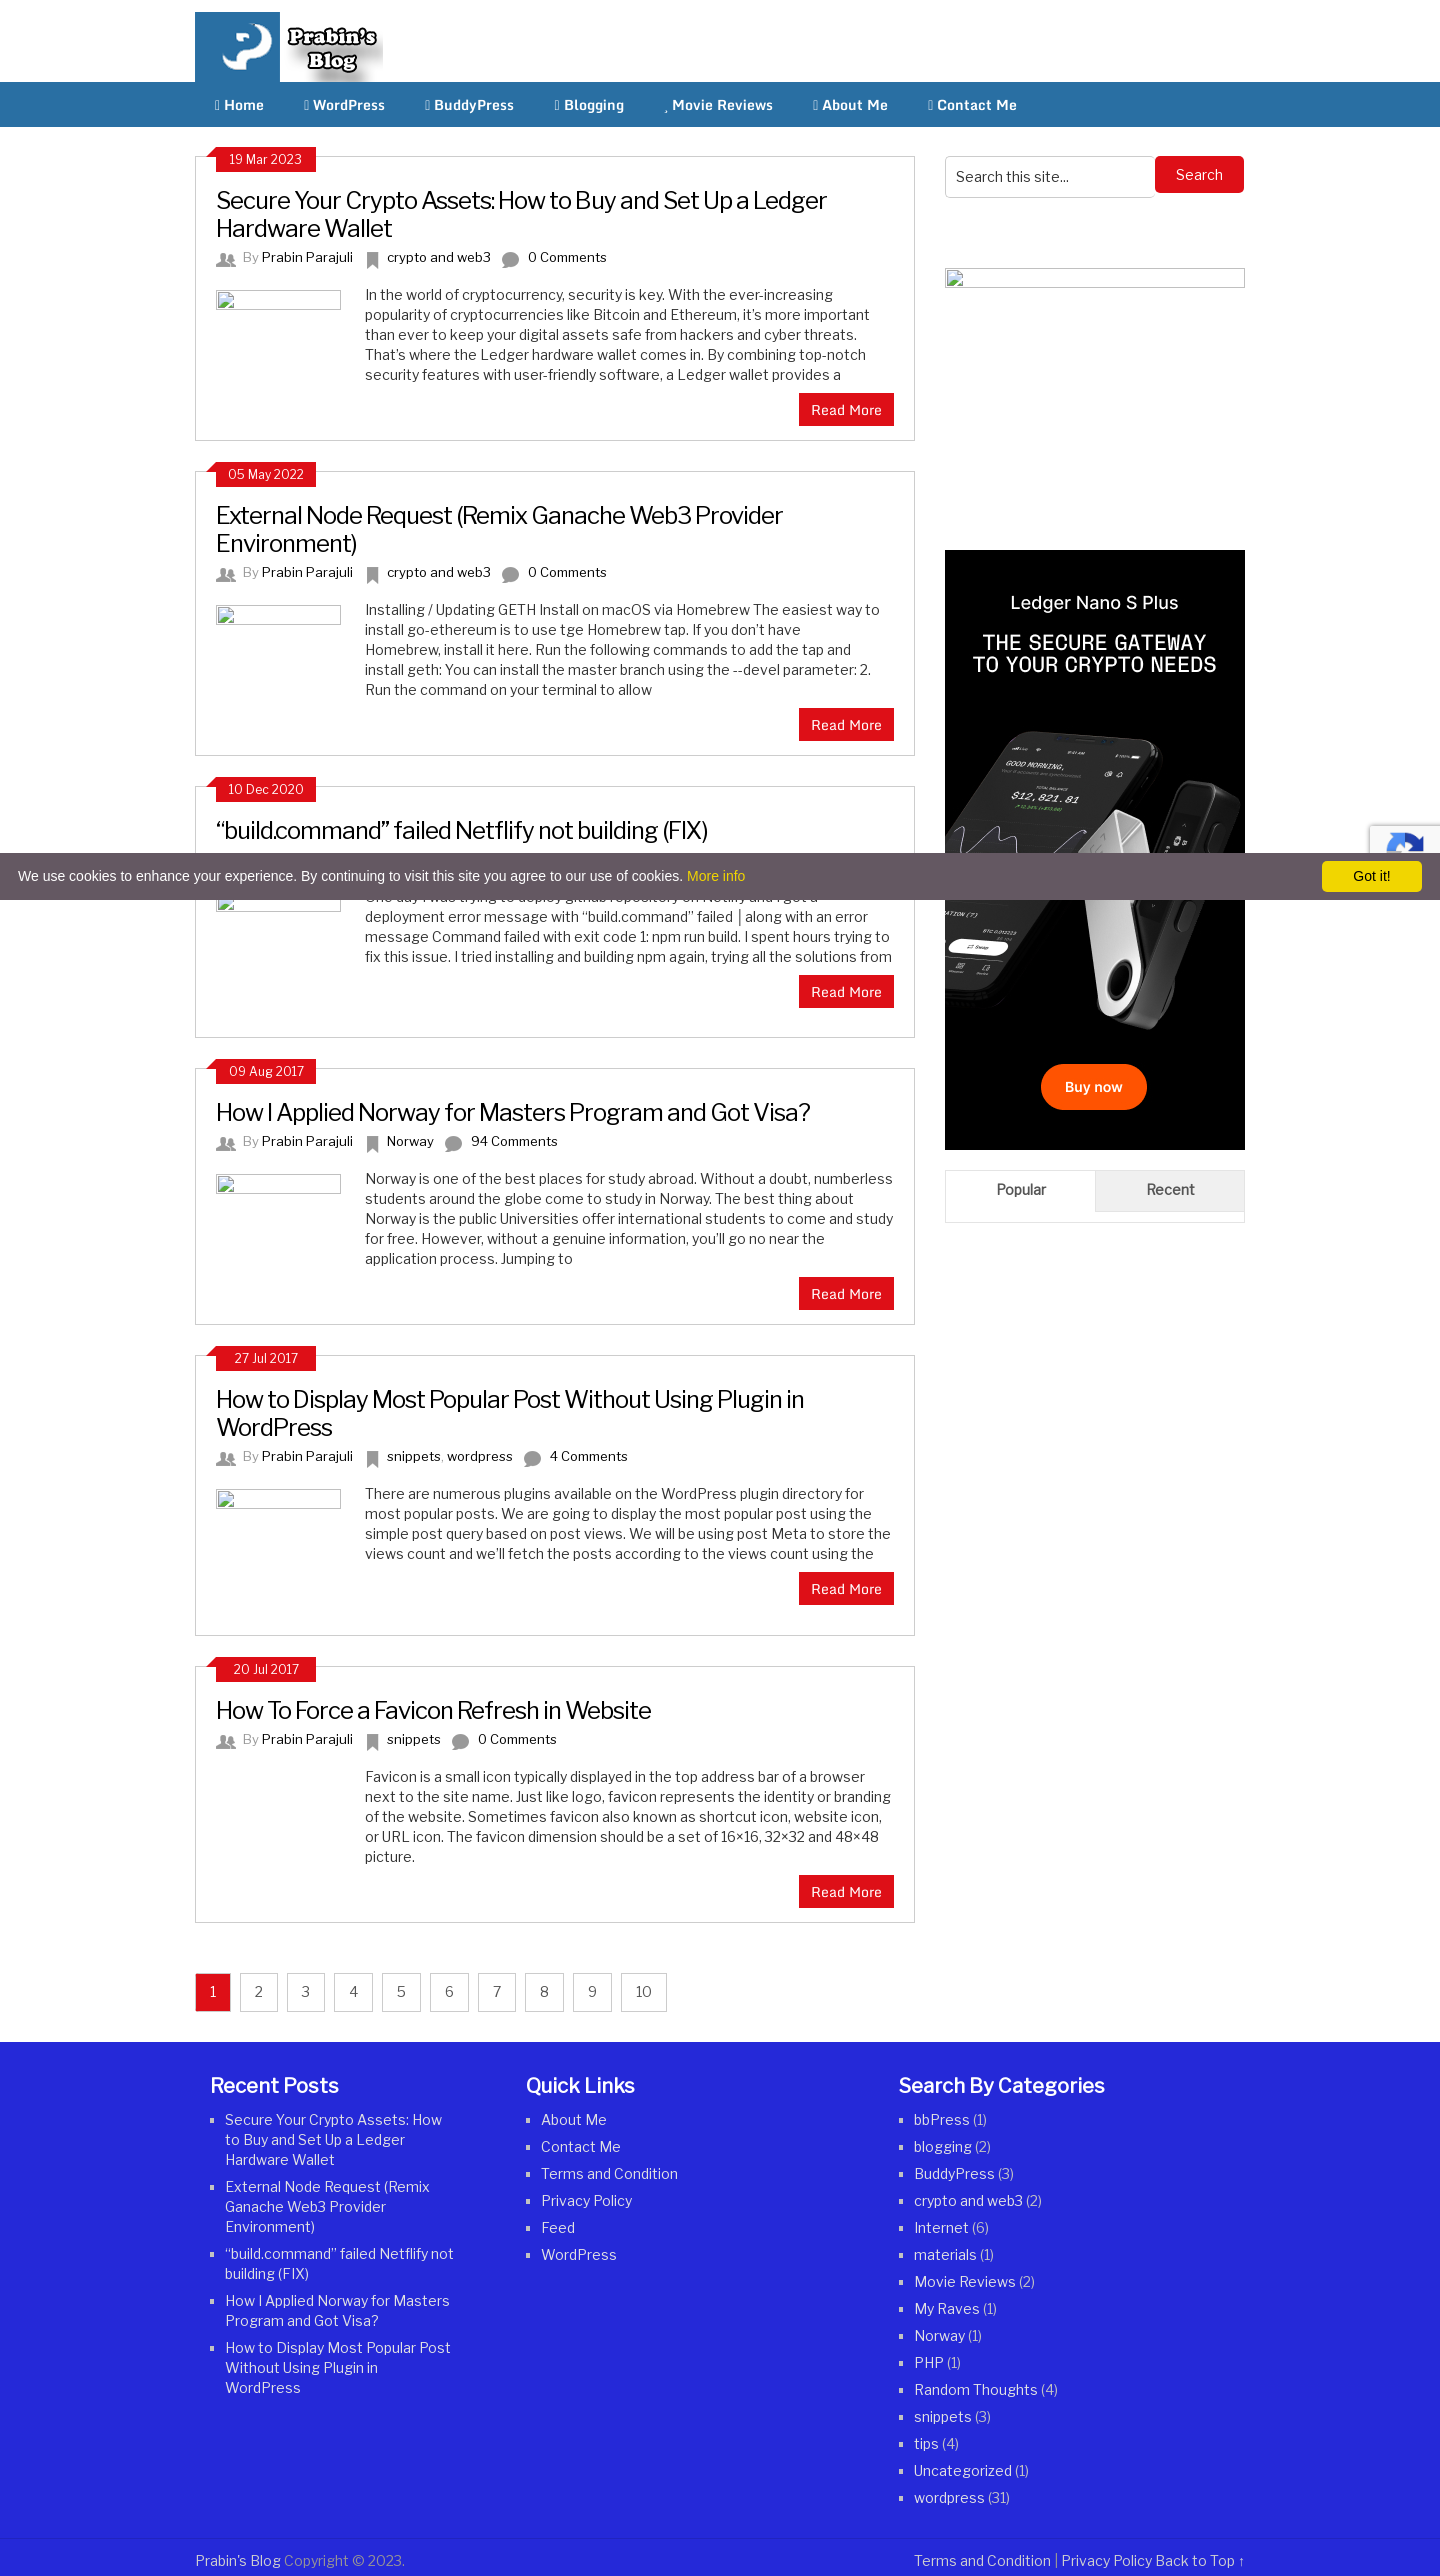 Prabin's
Blog
Home
WordPress
BuddyPress
Blogging
Movie Reviews
About Me
Contact Me
19 Mar 2023
Secure Your Crypto Assets: How to Buy and Set Up a Ledger
Hardware Wallet
By Prabin Parajuli crypto and web3 0 Comments
In the world of cryptocurrency, security is key. With the ever-increasing
popularity of cryptocurrencies like Bitcoin and Ethereum, it’s more important
than ever to keep your digital assets safe from hackers and cyber threats.
That’s where the Ledger hardware wallet comes in. By combining top-notch
security features with user-friendly software, a Ledger wallet provides a
Read More
05 May 2022
External Node Request (Remix Ganache Web3 Provider
Environment)
By Prabin Parajuli crypto and web3 0 Comments
Installing / Updating GETH Install on macOS via Homebrew The easiest way to
install go-ethereum is to use tge Homebrew tap. If you don’t have
Homebrew, install it here. Run the following commands to add the tap and
install geth: You can install the master branch using the --devel parameter: 2.
Run the command on your terminal to allow
Read More
10 Dec 2020
“build.command” failed Netflify not building (FIX)
We use cookies to enhance your experience. By continuing to visit this site you agree to our use of cookies. More info
Got it!
deployment error message with “build.command” failed | along with an error
message Command failed with exit code 1: npm run build. I spent hours trying to
fix this issue. I tried installing and building npm again, trying all the solutions from
Read More
09 Aug 2017
How I Applied Norway for Masters Program and Got Visa?
By Prabin Parajuli Norway 94 Comments
Norway is one of the best places for study abroad. Without a doubt, numberless
students around the globe come to study in Norway. The best thing about
Norway is the public Universities offer international students to come and study
for free. However, without a genuine information, you’ll go no near the
application process. Jumping to
Read More
27 Jul 2017
How to Display Most Popular Post Without Using Plugin in
WordPress
By Prabin Parajuli snippets, wordpress 4 Comments
There are numerous plugins available on the WordPress plugin directory for
most popular posts. We are going to display the most popular post using the
simple post query based on post views. We will be using post Meta to store the
views count and we’ll fetch the posts according to the views count using the
Read More
20 Jul 2017
How To Force a Favicon Refresh in Website
By Prabin Parajuli snippets 0 Comments
Favicon is a small icon typically displayed in the top address bar of a browser
next to the site name. Just like logo, favicon represents the identity or branding
of the website. Sometimes favicon also known as shortcut icon, website icon,
or URL icon. The favicon dimension should be a set of 16×16, 32×32 and 48×48
picture.
Read More
1 2 3 4 5 6 7 8 9 10
Search this site...
Search
Ledger Nano S Plus
THE SECURE GATEWAY
TO YOUR CRYPTO NEEDS
GOOD MORNING,
$12,821.81
Swap
Buy now
Popular
Recent
Recent Posts
Secure Your Crypto Assets: How
to Buy and Set Up a Ledger
Hardware Wallet
External Node Request (Remix
Ganache Web3 Provider
Environment)
“build.command” failed Netflify not
building (FIX)
How I Applied Norway for Masters
Program and Got Visa?
How to Display Most Popular Post
Without Using Plugin in
WordPress
Quick Links
About Me
Contact Me
Terms and Condition
Privacy Policy
Feed
WordPress
Search By Categories
bbPress (1)
blogging (2)
BuddyPress (3)
crypto and web3 (2)
Internet (6)
materials (1)
Movie Reviews (2)
My Raves (1)
Norway (1)
PHP (1)
Random Thoughts (4)
snippets (3)
tips (4)
Uncategorized (1)
wordpress (31)
Prabin's Blog Copyright © 2023.
Terms and Condition | Privacy Policy Back to Top ↑